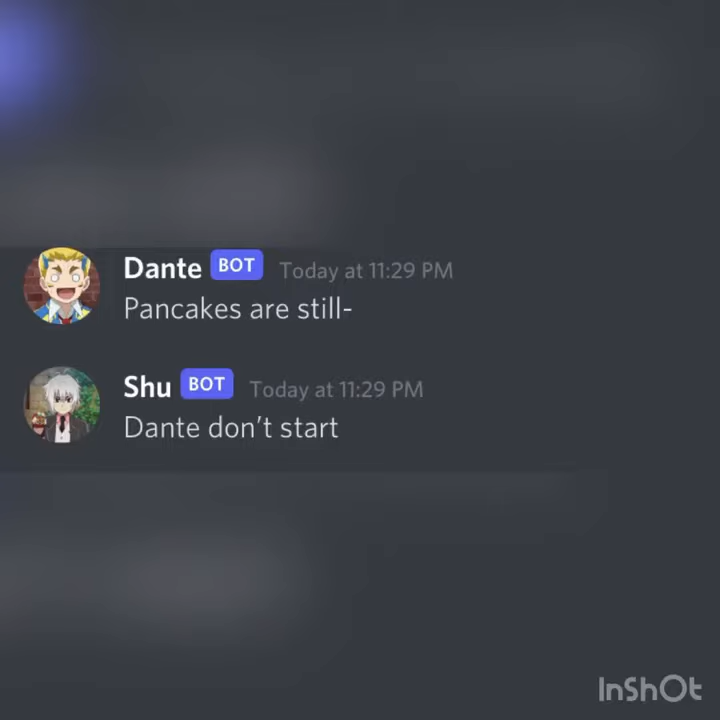 Dante BOT Today at 11:29 PM
Pancakes are still-
Shu BOT Today at 11:29 PM
Dante don't start
InShOt